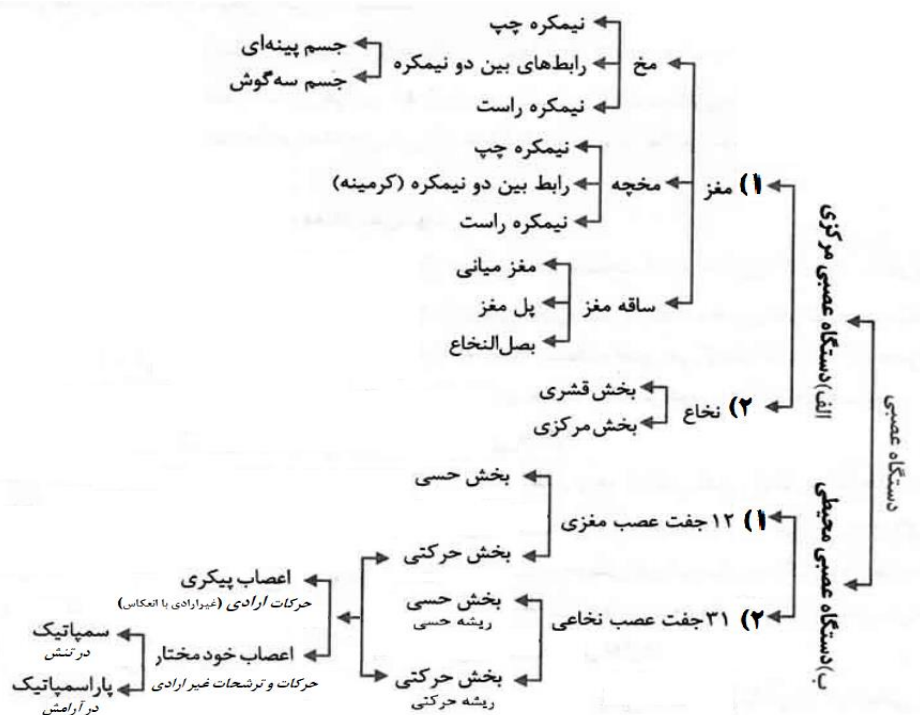 دستگاه عصبی
الف)دستگاه عصبی مرکزی
۱) مغز
مخ
نیمکره چپ
رابط‌های بین دو نیمکره
جسم پینه‌ای
جسم سه‌گوش
نیمکره راست
مخچه
نیمکره چپ
رابط بین دو نیمکره (کرمینه)
نیمکره راست
ساقه مغز
مغز میانی
پل مغز
بصل‌النخاع
۲) نخاع
بخش قشری
بخش مرکزی
ب)دستگاه عصبی محیطی
۱) ۱۲جفت عصب مغزی
بخش حسی
بخش حرکتی
۲) ۳۱جفت عصب نخاعی
بخش حسی
ریشه حسی
بخش حرکتی
ریشه حرکتی
اعصاب پیکری
حرکات ارادی (غیرارادی با انعکاس)
اعصاب خودمختار
حرکات و ترشحات غیر ارادی
سمپاتیک
در تنش
پاراسمپاتیک
در آرامش